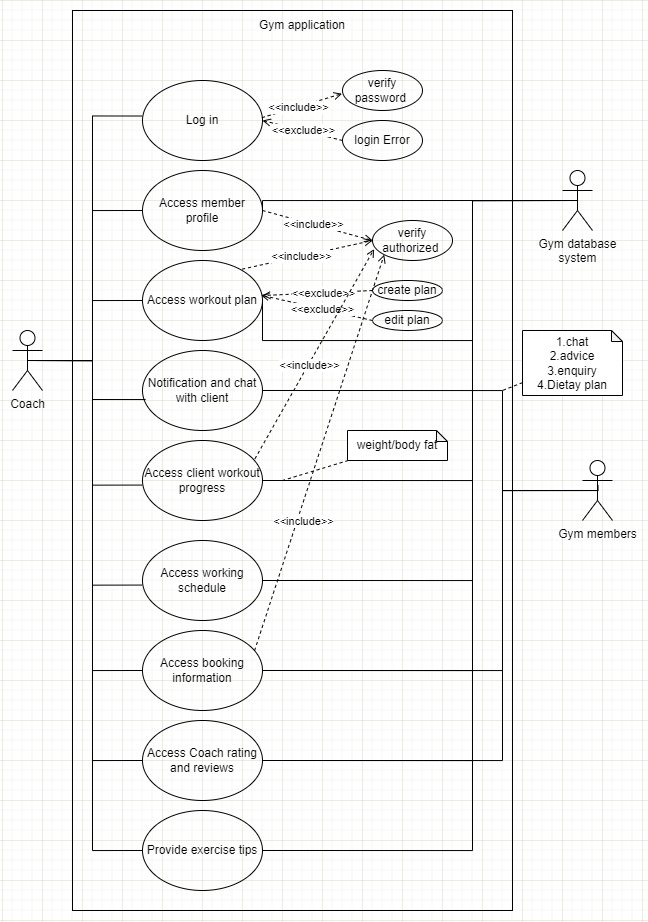 Gym application
verify
password
<<include>>
Log in
<<exclude>>
login Error
Access member
profile
<<include>>
verify
authorized
Gym database
system
<<include>>
Access workout plan
<<exclude>>
create plan
<<exclude>>
edit plan
1.chat
2.advice
3.enquiry
4.Dietay plan
<<include>>
Coach
Notification and chat
with client
weight/body fat
Access client workout
progress
<<include>>
Gym members
Access working
schedule
Access booking
information
Access Coach rating
and reviews
Provide exercise tips